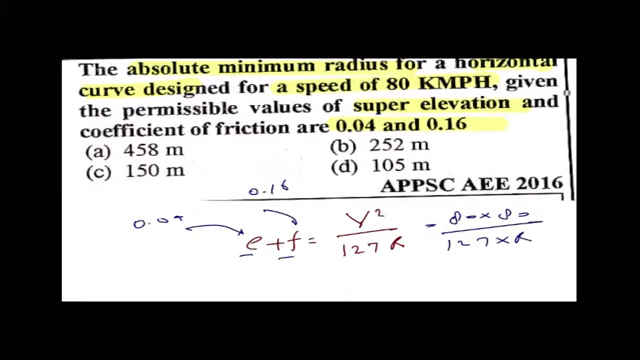 The absolute minimum radius for a horizontal
curve designed for a speed of 80 KMPH, given
the permissible values of super elevation and
coefficient of friction are 0.04 and 0.16
(a) 458 m (b) 252 m
(c) 150 m (d) 105 m
APPSC AEE 2016
0.16
0.04
e + f = V² / 127 R = 80 × 80 / 127 × R